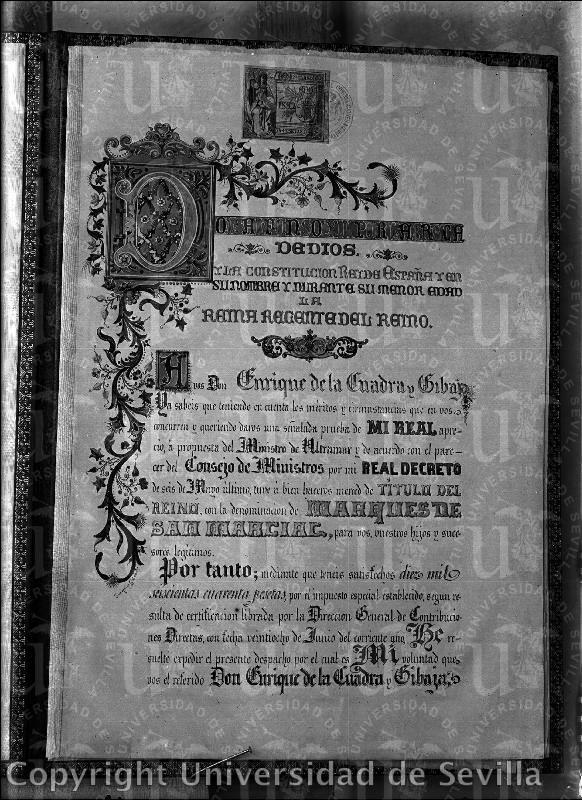 DON ALFONSO XIII POR LA GRACIA
DE DIOS.
Y LA CONSTITUCION REY DE ESPAÑA Y EN
SU NOMBRE Y DURANTE SU MENOR EDAD
LA
REINA REGENTE DEL REINO.
A vos Don Enrique de la Cuadra y Gibaja
Ya sabeis que teniendo en cuenta los méritos y circunstancias que en vos
concurren y queriendo daros una señalada prueba de MI REAL apre-
cio, a propuesta del Ministro de Ultramar y de acuerdo con el pare-
cer del Consejo de Ministros por mi REAL DECRETO
de seis de Mayo último, tuve á bien haceros merced de TÍTULO DEL
REINO, con la denominacion de MARQUES DE
SAN MARCIAL, para vos, vuestros hijos y suce-
sores legítimos.
Por tanto; mediante que teneis satisfechos diez mil
seiscientas cuarenta pesetas, por el impuesto especial establecido, segun re-
sulta de certificacion librada por la Direccion General de Contribucio-
nes Directas, con fecha veintiocho de Junio del corriente año, He re-
suelto expedir el presente despacho por el cual es Mi voluntad que
vos el referido Don Enrique de la Cuadra y Gibaja,
Copyright Universidad de Sevilla